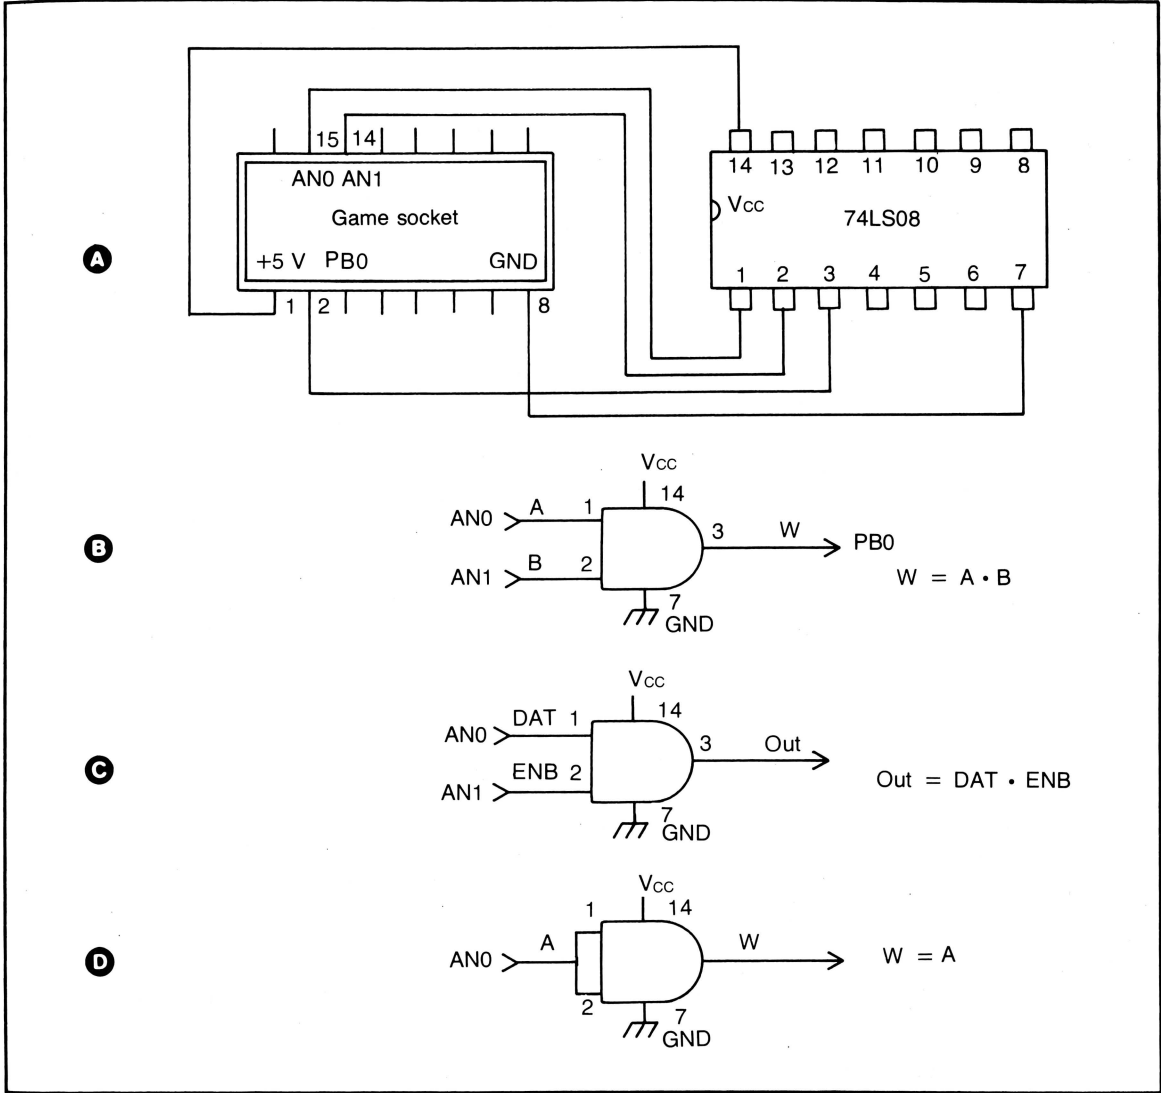 15 14
AN0 AN1
Game socket
+5 V PB0 GND
1 2 8
14 13 12 11 10 9 8
VCC
74LS08
1 2 3 4 5 6 7
A
VCC
14
AN0 A 1
3 W PB0
B
AN1 B 2
W = A • B
7
GND
VCC
14
AN0 DAT 1
3 Out
C
AN1 ENB 2
Out = DAT • ENB
7
GND
VCC
1 14
D
AN0 A
W
W = A
2
7
GND